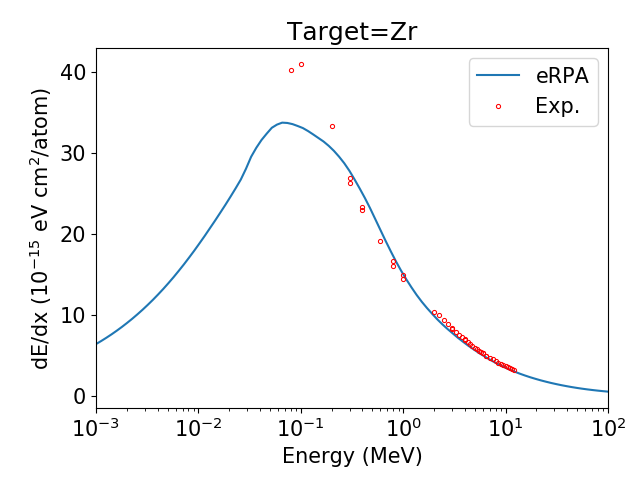 Target=Zr
dE/dx (10⁻¹⁵ eV cm²/atom)
40
30
20
10
0
eRPA
Exp.
10⁻³
10⁻²
10⁻¹
10⁰
10¹
10²
Energy (MeV)